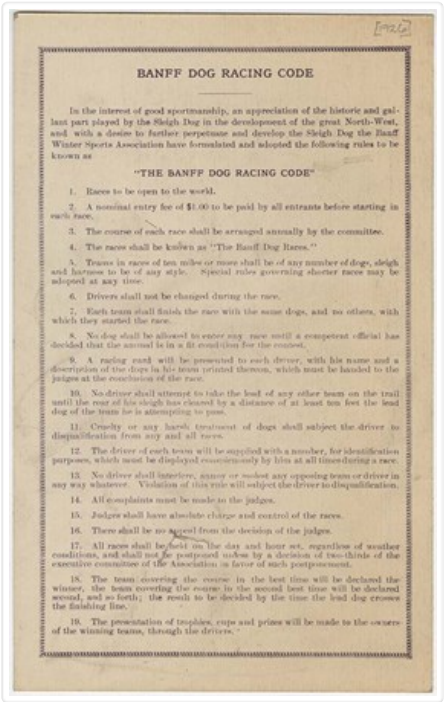 [1926]
BANFF DOG RACING CODE
In the interest of good sportmanship, an appreciation of the historic and gal-
lant part played by the Sleigh Dog in the development of the great North-West,
and with a desire to further perpetuate and develop the Sleigh Dog the Banff
Winter Sports Association have formulated and adopted the following rules to be
known as
"THE BANFF DOG RACING CODE"
1. Races to be open to the world.
2. A nominal entry fee of $1.00 to be paid by all entrants before starting in
each race.
3. The course of each race shall be arranged annually by the committee.
4. The races shall be known as "The Banff Dog Races."
5. Teams in races of ten miles or more shall be of any number of dogs, sleigh
and harness to be of any style. Special rules governing shorter races may be
adopted at any time.
6. Drivers shall not be changed during the race.
7. Each team shall finish the race with the same dogs, and no others, with
which they started the race.
8. No dog shall be allowed to enter any race until a competent official has
decided that the animal is in a fit condition for the contest.
9. A racing card will be presented to each driver, with his name and a
description of the dogs in his team printed thereon, which must be handed to the
judges at the conclusion of the race.
10. No driver shall attempt to take the lead of any other team on the trail
until the rear of his sleigh has cleared by a distance of at least ten feet the lead
dog of the team he is attempting to pass.
11. Cruelty or any harsh treatment of dogs shall subject the driver to
disqualification from any and all races.
12. The driver of each team will be supplied with a number, for identification
purposes, which must be displayed conspicuously by him at all times during a race.
13. No driver shall interfere, annoy or molest any opposing team or driver in
any way whatever. Violation of this rule will subject the driver to disqualification.
14. All complaints must be made to the judges.
15. Judges shall have absolute charge and control of the races.
16. There shall be no appeal from the decision of the judges.
17. All races shall be held on the day and hour set, regardless of weather
conditions, and shall not be postponed unless by a decision of two-thirds of the
executive committee of the Association in favor of such postponement.
18. The team covering the course in the best time will be declared the
winner, the team covering the course in the second best time will be declared
second, and so forth; the result to be decided by the time the lead dog crosses
the finishing line.
19. The presentation of trophies, cups and prizes will be made to the owners
of the winning teams, through the drivers.